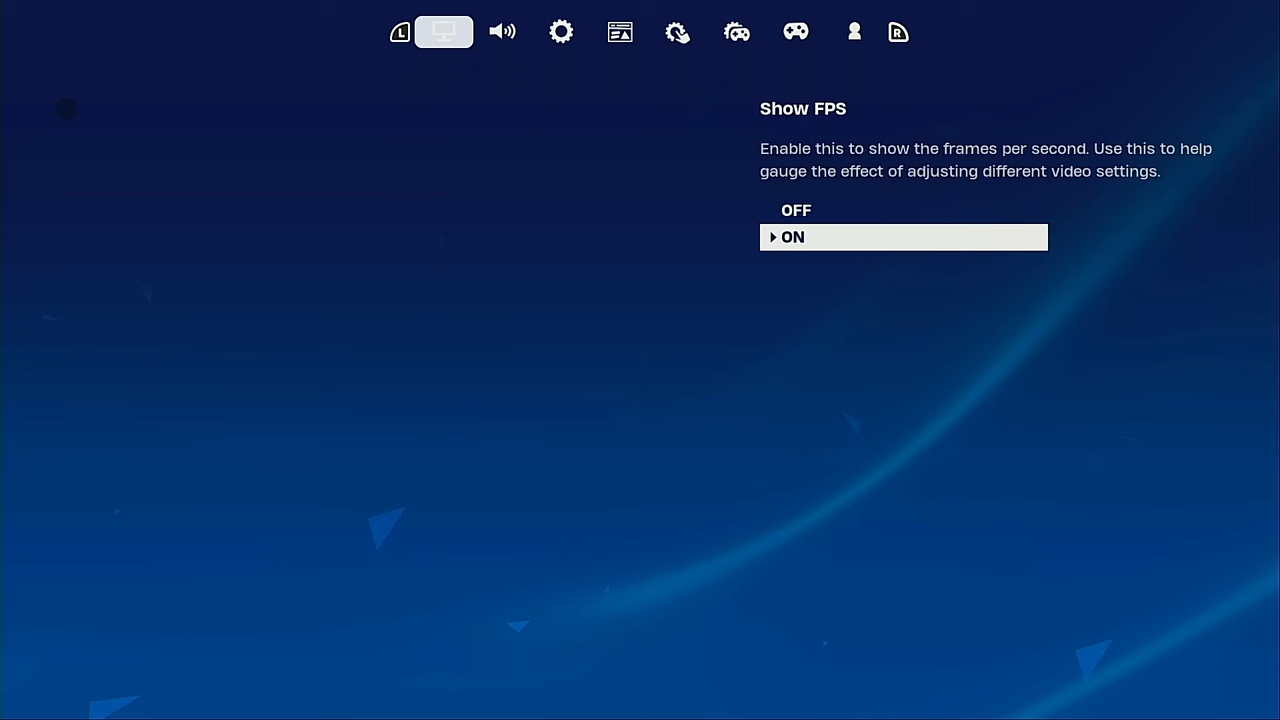 L
R
Show FPS
Enable this to show the frames per second. Use this to help
gauge the effect of adjusting different video settings.
OFF
ON